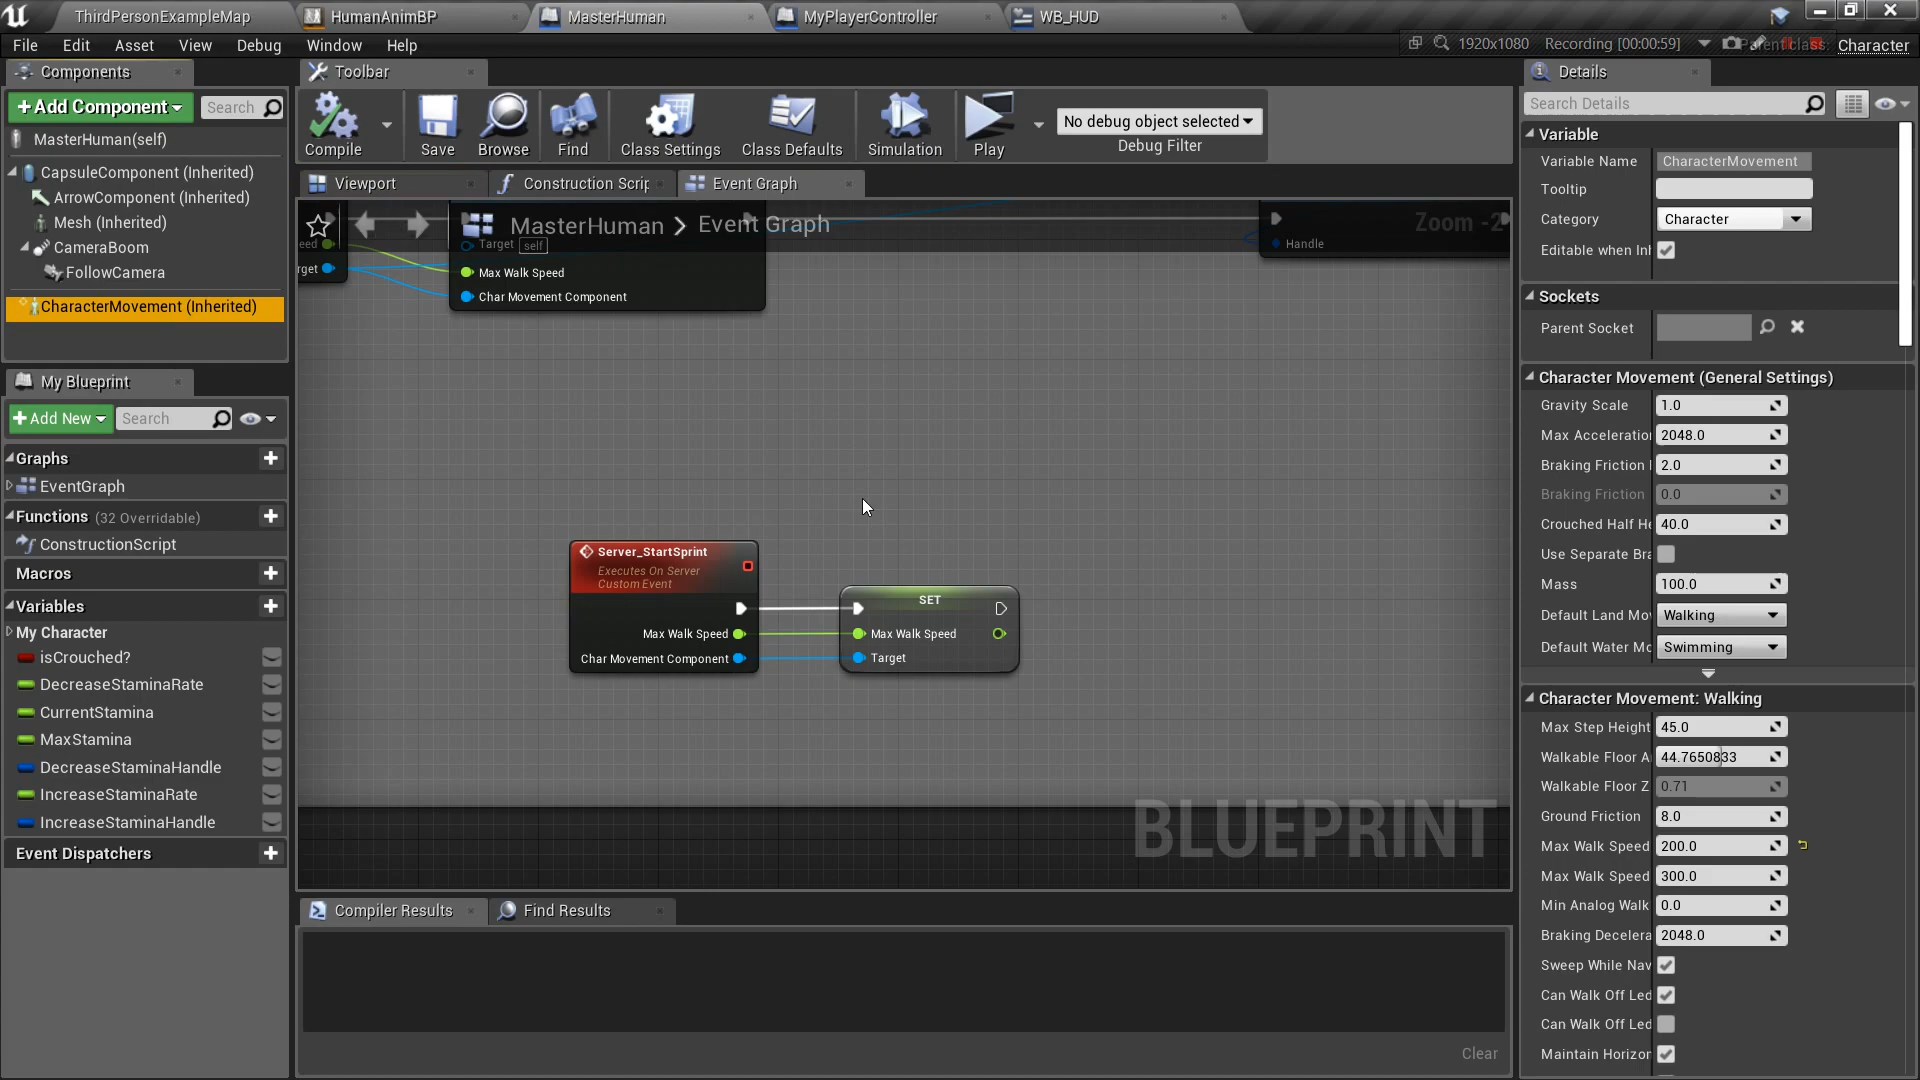 ThirdPersonExampleMap
HumanAnimBP
MasterHuman
MyPlayerController
WB_HUD
File
Edit
Asset
View
Debug
Window
Help
1920x1080
Recording [00:00:59]
Parent class:
Character
Components
Add Component
Search
MasterHuman(self)
CapsuleComponent (Inherited)
ArrowComponent (Inherited)
Mesh (Inherited)
CameraBoom
FollowCamera
CharacterMovement (Inherited)
My Blueprint
Add New
Search
Graphs
EventGraph
Functions (32 Overridable)
ConstructionScript
Macros
Variables
My Character
isCrouched?
DecreaseStaminaRate
CurrentStamina
MaxStamina
DecreaseStaminaHandle
IncreaseStaminaRate
IncreaseStaminaHandle
Event Dispatchers
Toolbar
Compile
Save
Browse
Find
Class Settings
Class Defaults
Simulation
Play
No debug object selected
Debug Filter
Viewport
Construction Scrip
Event Graph
MasterHuman > Event Graph
Zoom -2
eed
rget
Target self
Max Walk Speed
Char Movement Component
Handle
Server_StartSprint
Executes On Server
Custom Event
Max Walk Speed
Char Movement Component
SET
Max Walk Speed
Target
BLUEPRINT
Compiler Results
Find Results
Clear
Details
Search Details
Variable
Variable Name CharacterMovement
Tooltip
Category Character
Editable when Inh
Sockets
Parent Socket
Character Movement (General Settings)
Gravity Scale 1.0
Max Acceleration 2048.0
Braking Friction 2.0
Braking Friction 0.0
Crouched Half He 40.0
Use Separate Bra
Mass 100.0
Default Land Mov Walking
Default Water Mo Swimming
Character Movement: Walking
Max Step Height 45.0
Walkable Floor A 44.7650833
Walkable Floor Z 0.71
Ground Friction 8.0
Max Walk Speed 200.0
Max Walk Speed 300.0
Min Analog Walk 0.0
Braking Decelera 2048.0
Sweep While Nav
Can Walk Off Led
Can Walk Off Led
Maintain Horizon